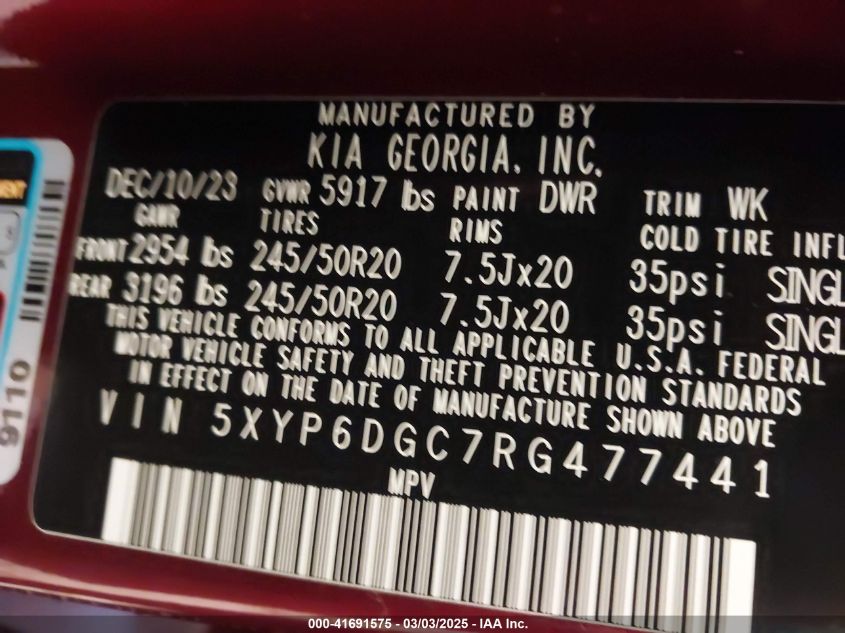 MANUFACTURED BY
KIA GEORGIA, INC.
DEC/10/23 GVWR 5917 lbs PAINT DWR TRIM WK
GAWR TIRES RIMS COLD TIRE INFL
FRONT 2954 lbs 245/50R20 7.5Jx20 35psi SINGL
REAR 3196 lbs 245/50R20 7.5Jx20 35psi SINGL
THIS VEHICLE CONFORMS TO ALL APPLICABLE U.S.A. FEDERAL
MOTOR VEHICLE SAFETY AND THEFT PREVENTION STANDARDS
IN EFFECT ON THE DATE OF MANUFACTURE SHOWN ABOVE
VIN 5XYP6DGC7RG477441
MPV
9110
000-41691575 - 03/03/2025 - IAA Inc.